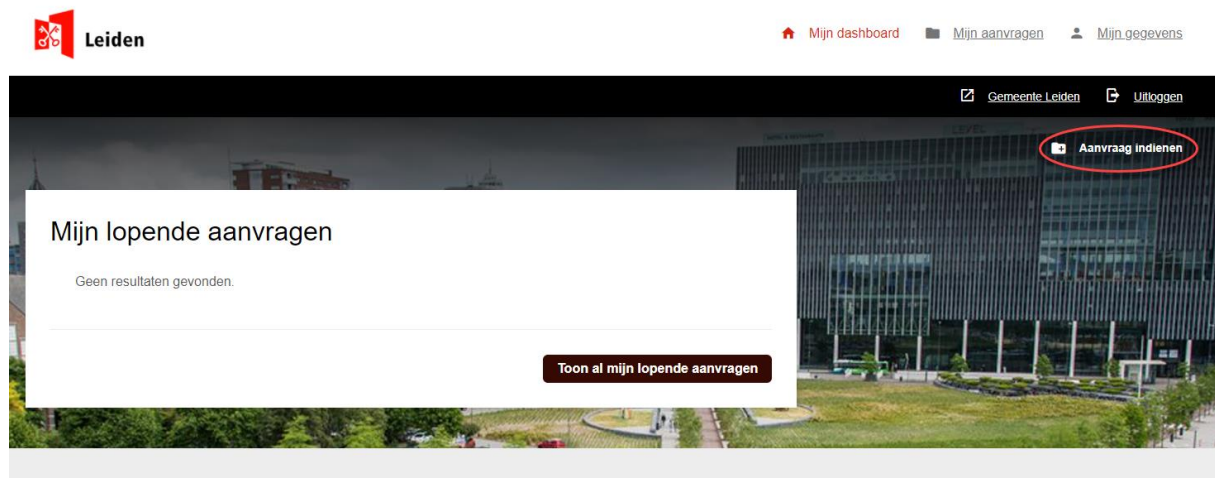 Leiden
Mijn dashboard Mijn aanvragen Mijn gegevens
Gemeente Leiden Uitloggen
LEVEL
Aanvraag indienen
Mijn lopende aanvragen
Geen resultaten gevonden.
Toon al mijn lopende aanvragen